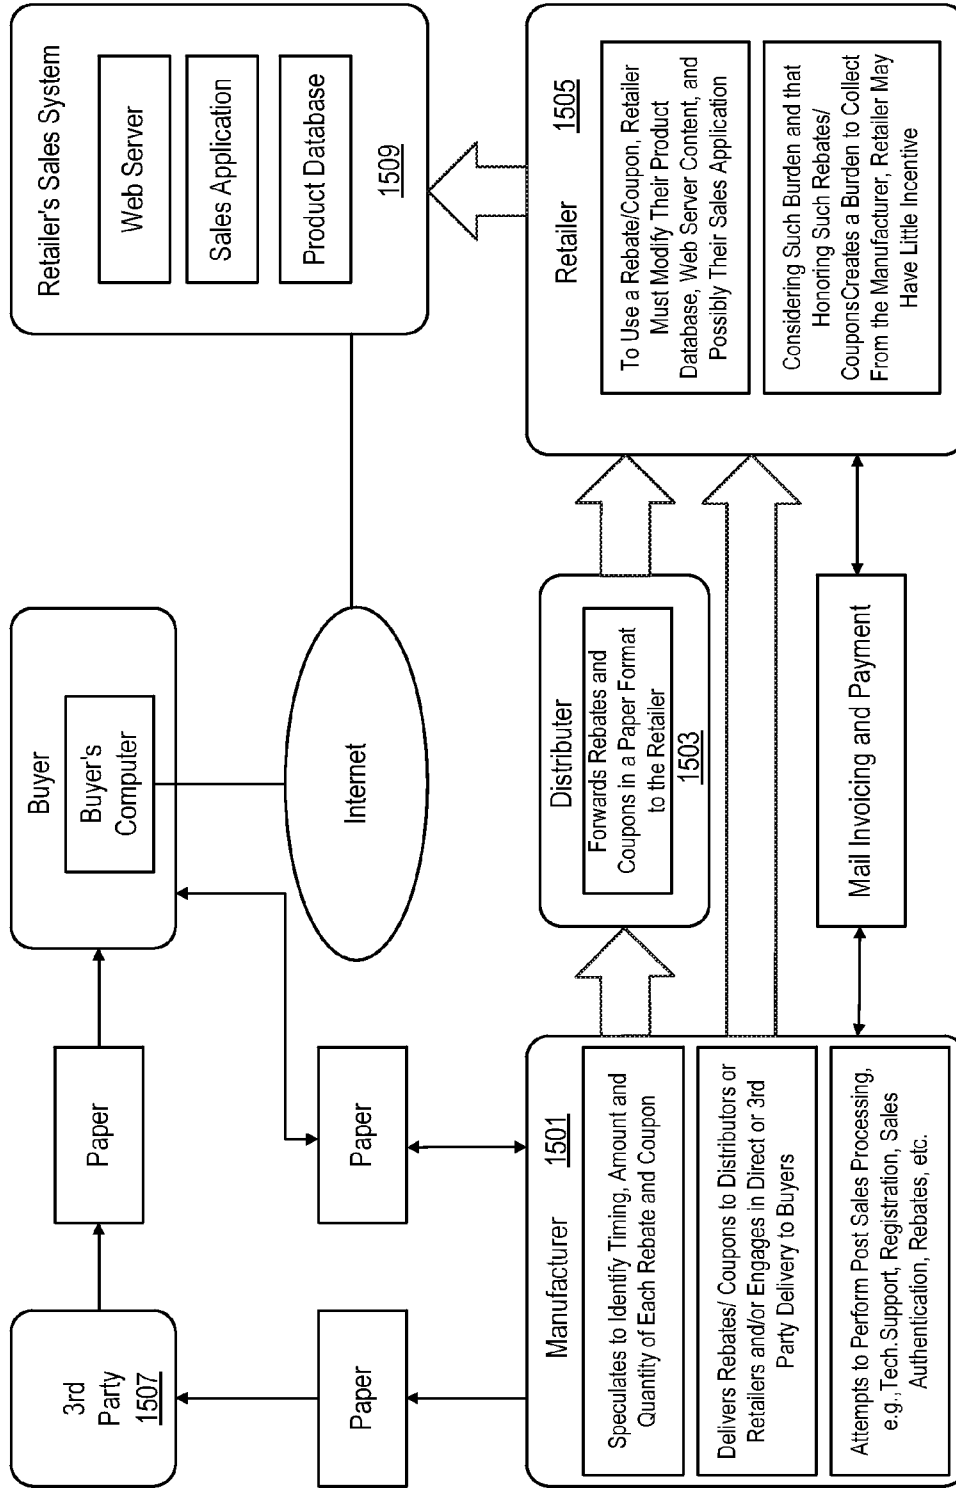 3rd
Party
1507
Paper
Buyer
Buyer's
Computer
Retailer's Sales System
Web Server
Sales Application
Product Database
1509
Paper
Paper
Internet
Manufacturer 1501
Speculates to Identify Timing, Amount and
Quantity of Each Rebate and Coupon
Delivers Rebates/ Coupons to Distributors or
Retailers and/or Engages in Direct or 3rd
Party Delivery to Buyers
Attempts to Perform Post Sales Processing,
e.g.,Tech.Support, Registration, Sales
Authentication, Rebates, etc.
Distributer
Forwards Rebates and
Coupons in a Paper Format
to the Retailer
1503
Mail Invoicing and Payment
Retailer 1505
To Use a Rebate/Coupon, Retailer
Must Modify Their Product
Database, Web Server Content, and
Possibly Their Sales Application
Considering Such Burden and that
Honoring Such Rebates/
CouponsCreates a Burden to Collect
From the Manufacturer, Retailer May
Have Little Incentive